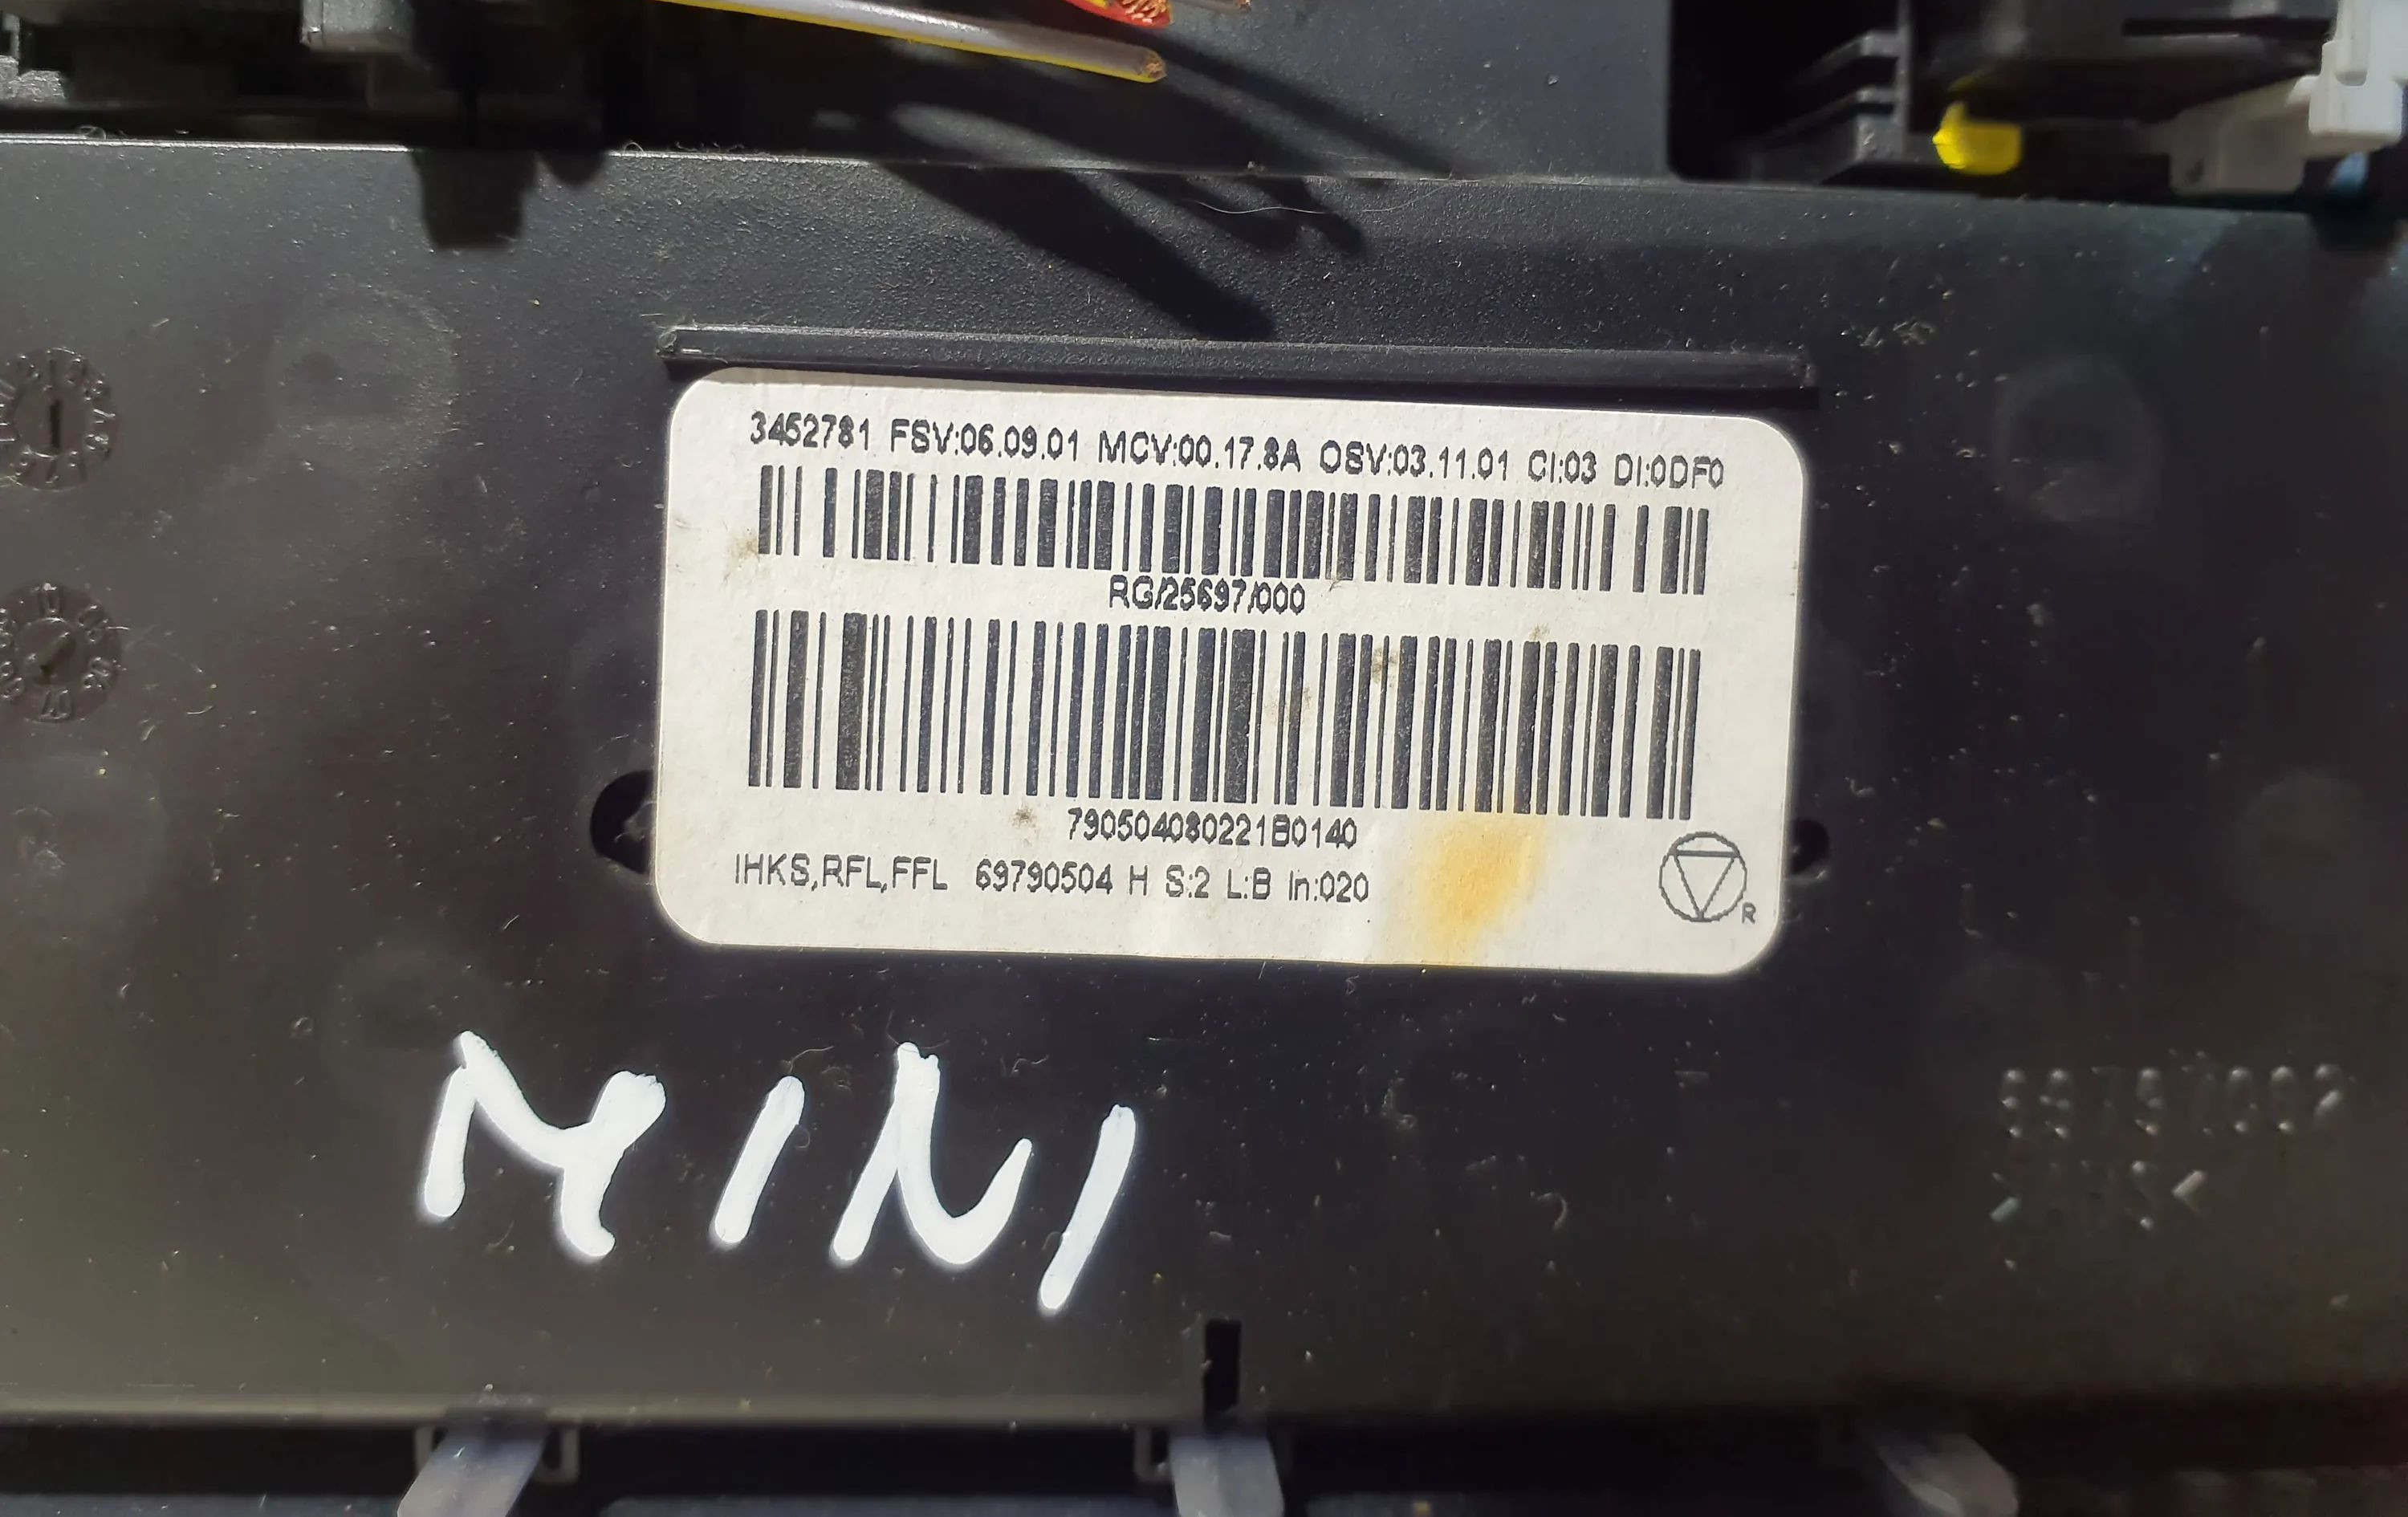 3452781 FSV:06.09.01 MCV:00.17.8A OSV:03.11.01 CI:03 DI:0DF0
RG/25697/000
790504080221B0140
IHKS,RFL,FFL 69790504 H S:2 L:B In:020
R
MINI